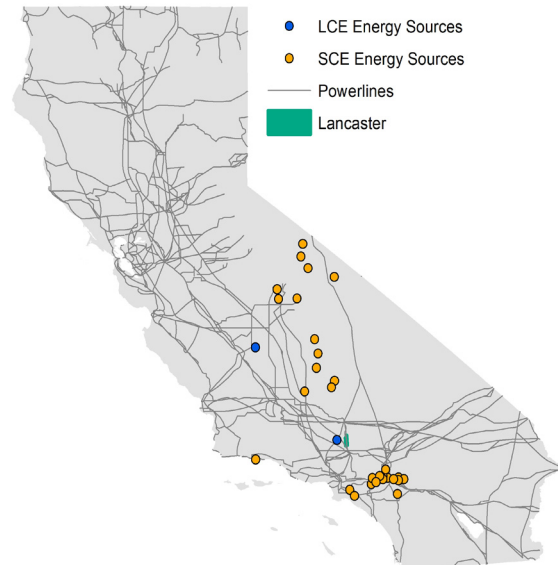 LCE Energy Sources
SCE Energy Sources
Powerlines
Lancaster